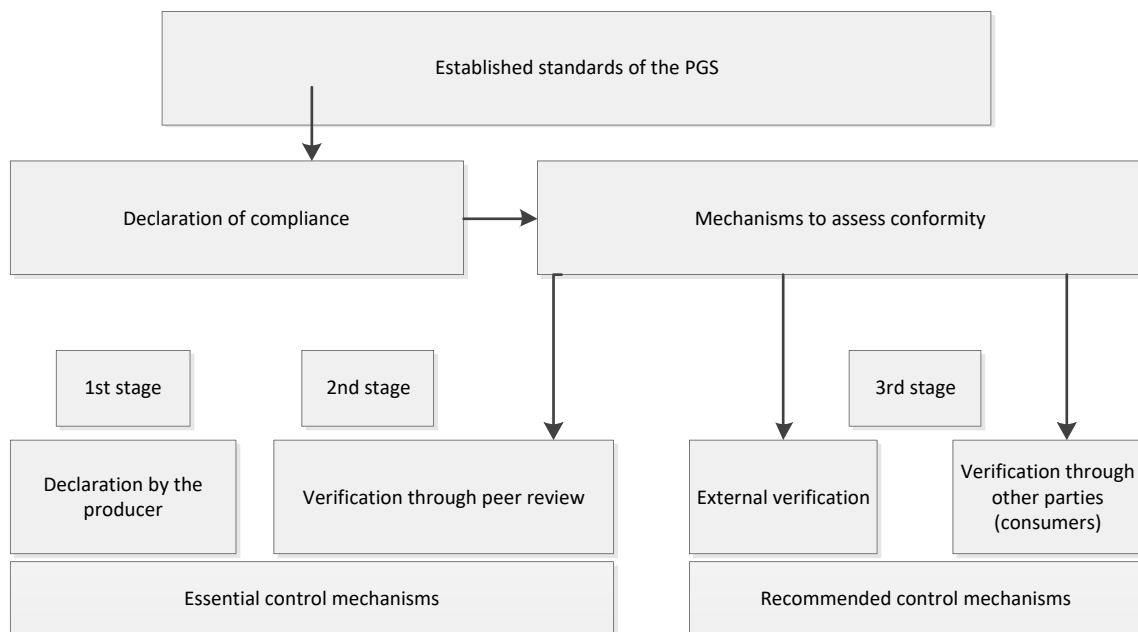 Established standards of the PGS
Declaration of compliance
Mechanisms to assess conformity
1st stage
2nd stage
3rd stage
Declaration by the
producer
Verification through peer review
External verification
Verification through
other parties
(consumers)
Essential control mechanisms
Recommended control mechanisms